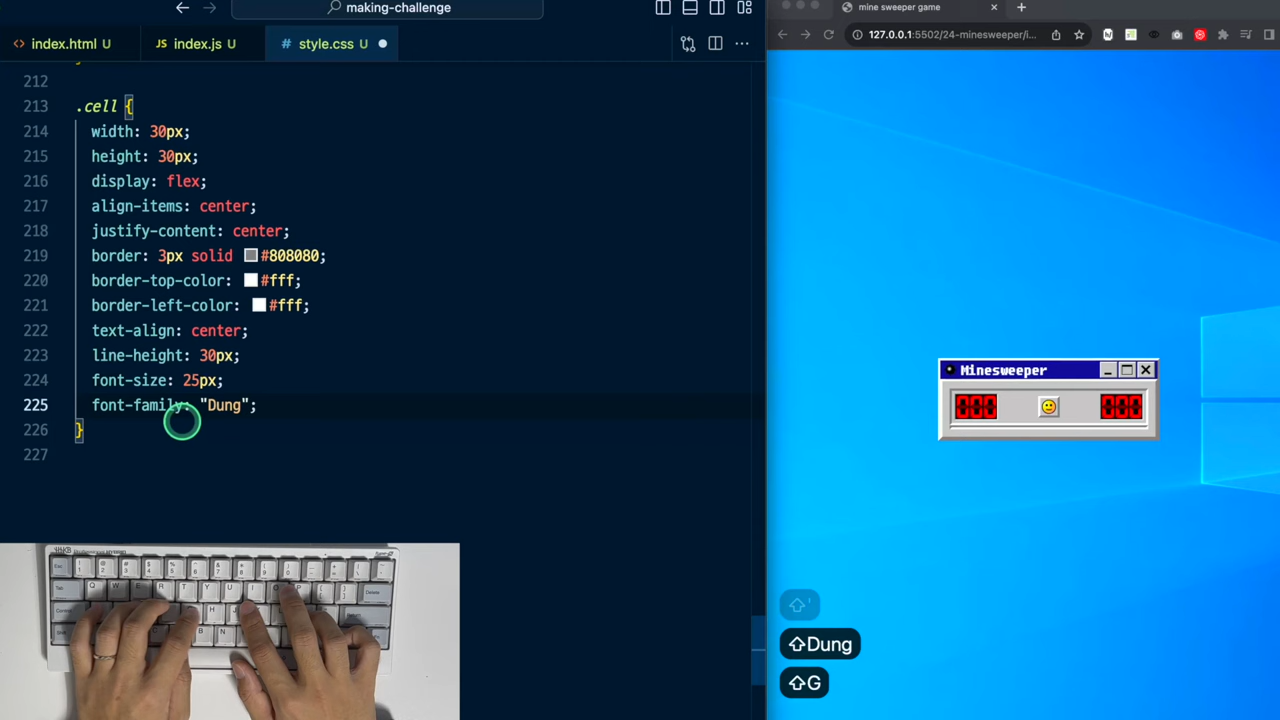 making-challenge
index.html U
index.js U
# style.css U
212
213 .cell {
214 width: 30px;
215 height: 30px;
216 display: flex;
217 align-items: center;
218 justify-content: center;
219 border: 3px solid #808080;
220 border-top-color: #fff;
221 border-left-color: #fff;
222 text-align: center;
223 line-height: 30px;
224 font-size: 25px;
225 font-family: "Dung";
226 }
227
mine sweeper game
127.0.0.1:5502/24-minesweeper/i...
Minesweeper
000 000
⇧'
⇧Dung
⇧G